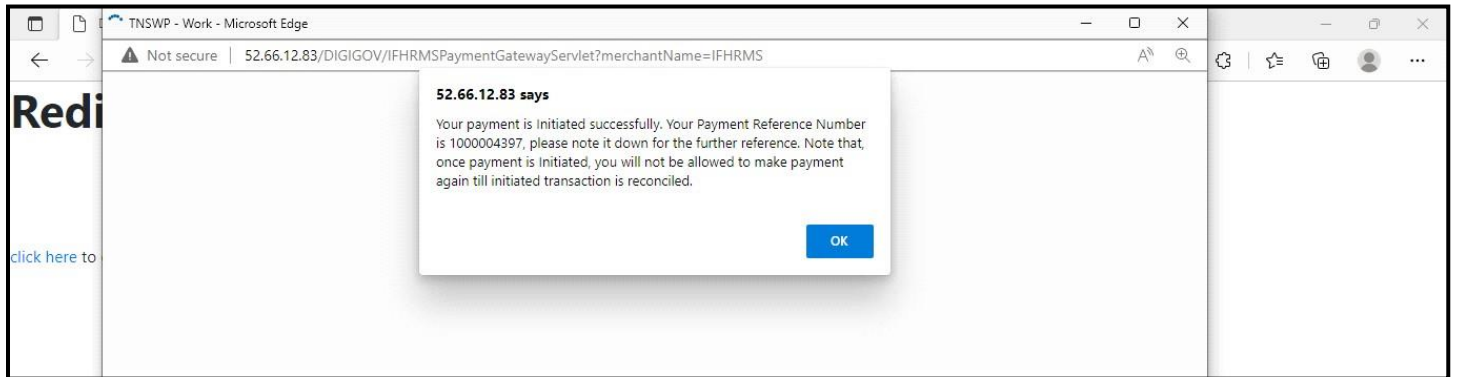 TNSWP - Work - Microsoft Edge
Not secure | 52.66.12.83/DIGIGOV/IFHRMSPaymentGatewayServlet?merchantName=IFHRMS
Redi
52.66.12.83 says
Your payment is Initiated successfully. Your Payment Reference Number
is 1000004397, please note it down for the further reference. Note that,
once payment is Initiated, you will not be allowed to make payment
again till initiated transaction is reconciled.
OK
click here to